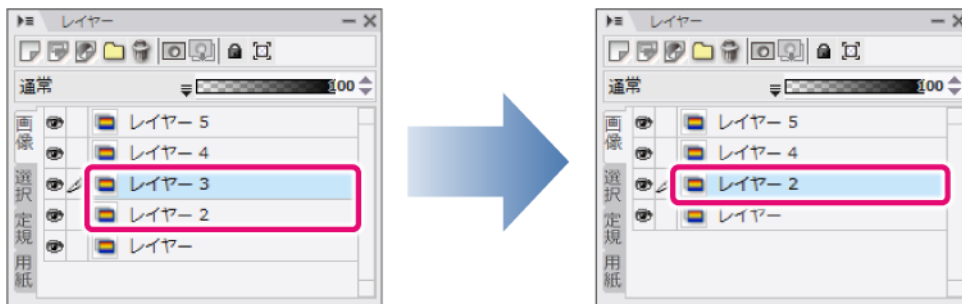 レイヤー
通常
100
画像
選択
定規
用紙
レイヤー 5
レイヤー 4
レイヤー 3
レイヤー 2
レイヤー
レイヤー
通常
100
画像
選択
定規
用紙
レイヤー 5
レイヤー 4
レイヤー 2
レイヤー